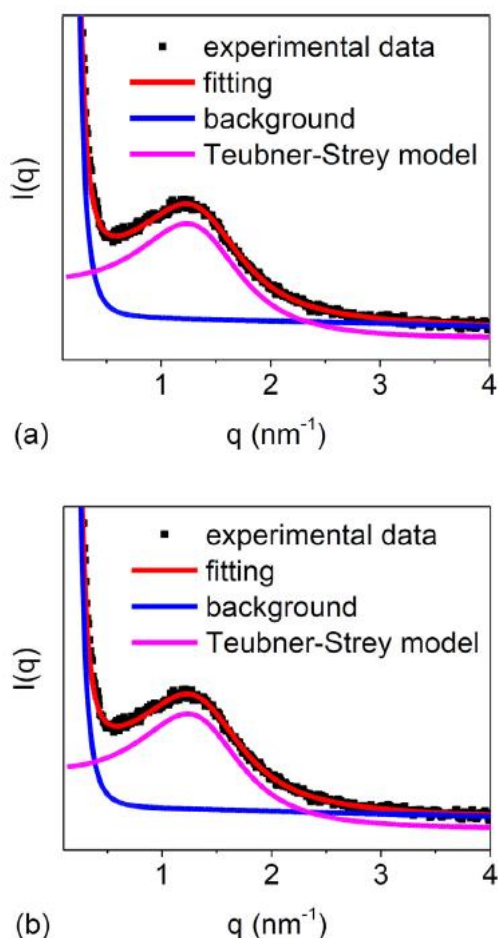 experimental data
fitting
background
Teubner-Strey model
I(q)
1 2 3 4
(a) q (nm⁻¹)
experimental data
fitting
background
Teubner-Strey model
I(q)
1 2 3 4
(b) q (nm⁻¹)